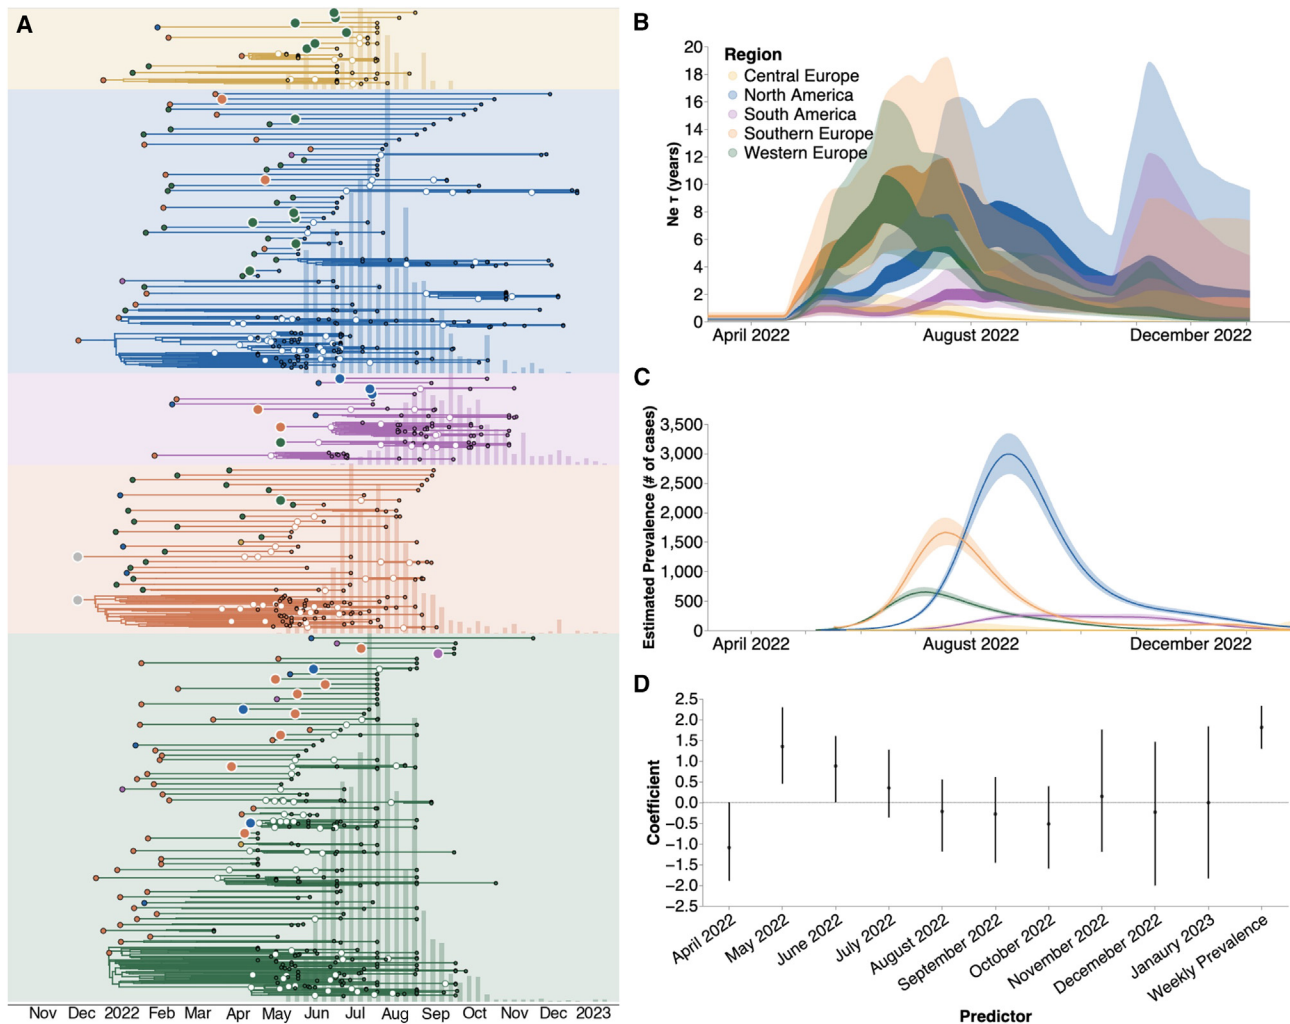 A
Nov Dec 2022 Feb Mar Apr May Jun Jul Aug Sep Oct Nov Dec 2023
B
Ne τ (years)
20
18
16
14
12
10
8
6
4
2
0
Region
Central Europe
North America
South America
Southern Europe
Western Europe
April 2022 August 2022 December 2022
C
Estimated Prevalence (# of cases)
3,500
3,000
2,500
2,000
1,500
1,000
500
0
April 2022 August 2022 December 2022
D
Coefficient
2.5
2.0
1.5
1.0
0.5
0.0
−0.5
−1.0
−1.5
−2.0
−2.5
April 2022
May 2022
June 2022
July 2022
August 2022
September 2022
October 2022
November 2022
Decemeber 2022
Janaury 2023
Weekly Prevalence
Predictor